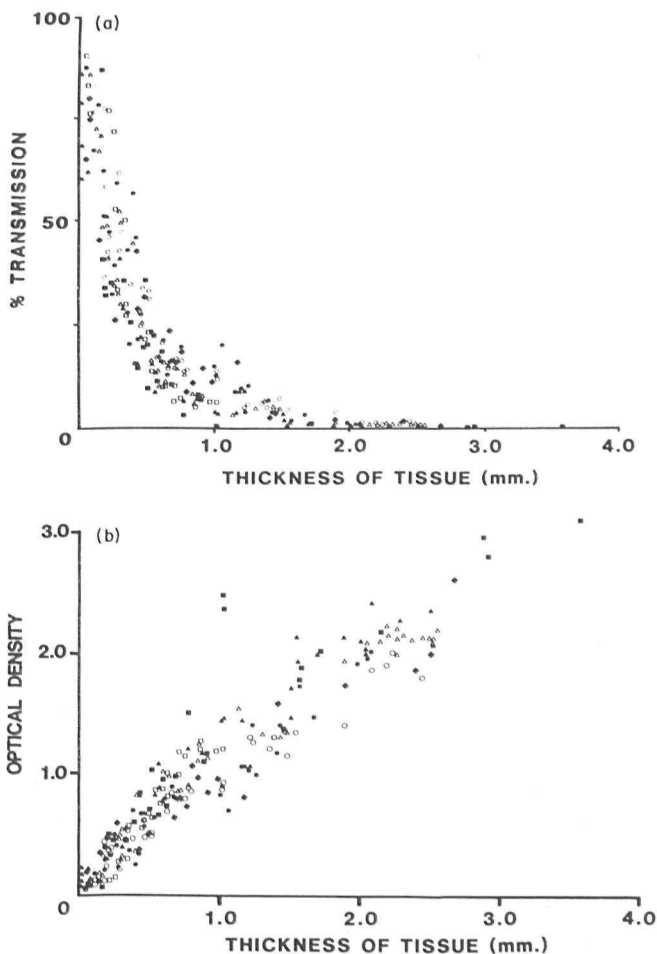 (a)
100
50
0
% TRANSMISSION
1.0 2.0 3.0 4.0
THICKNESS OF TISSUE (mm.)
(b)
3.0
2.0
1.0
0
OPTICAL DENSITY
1.0 2.0 3.0 4.0
THICKNESS OF TISSUE (mm.)